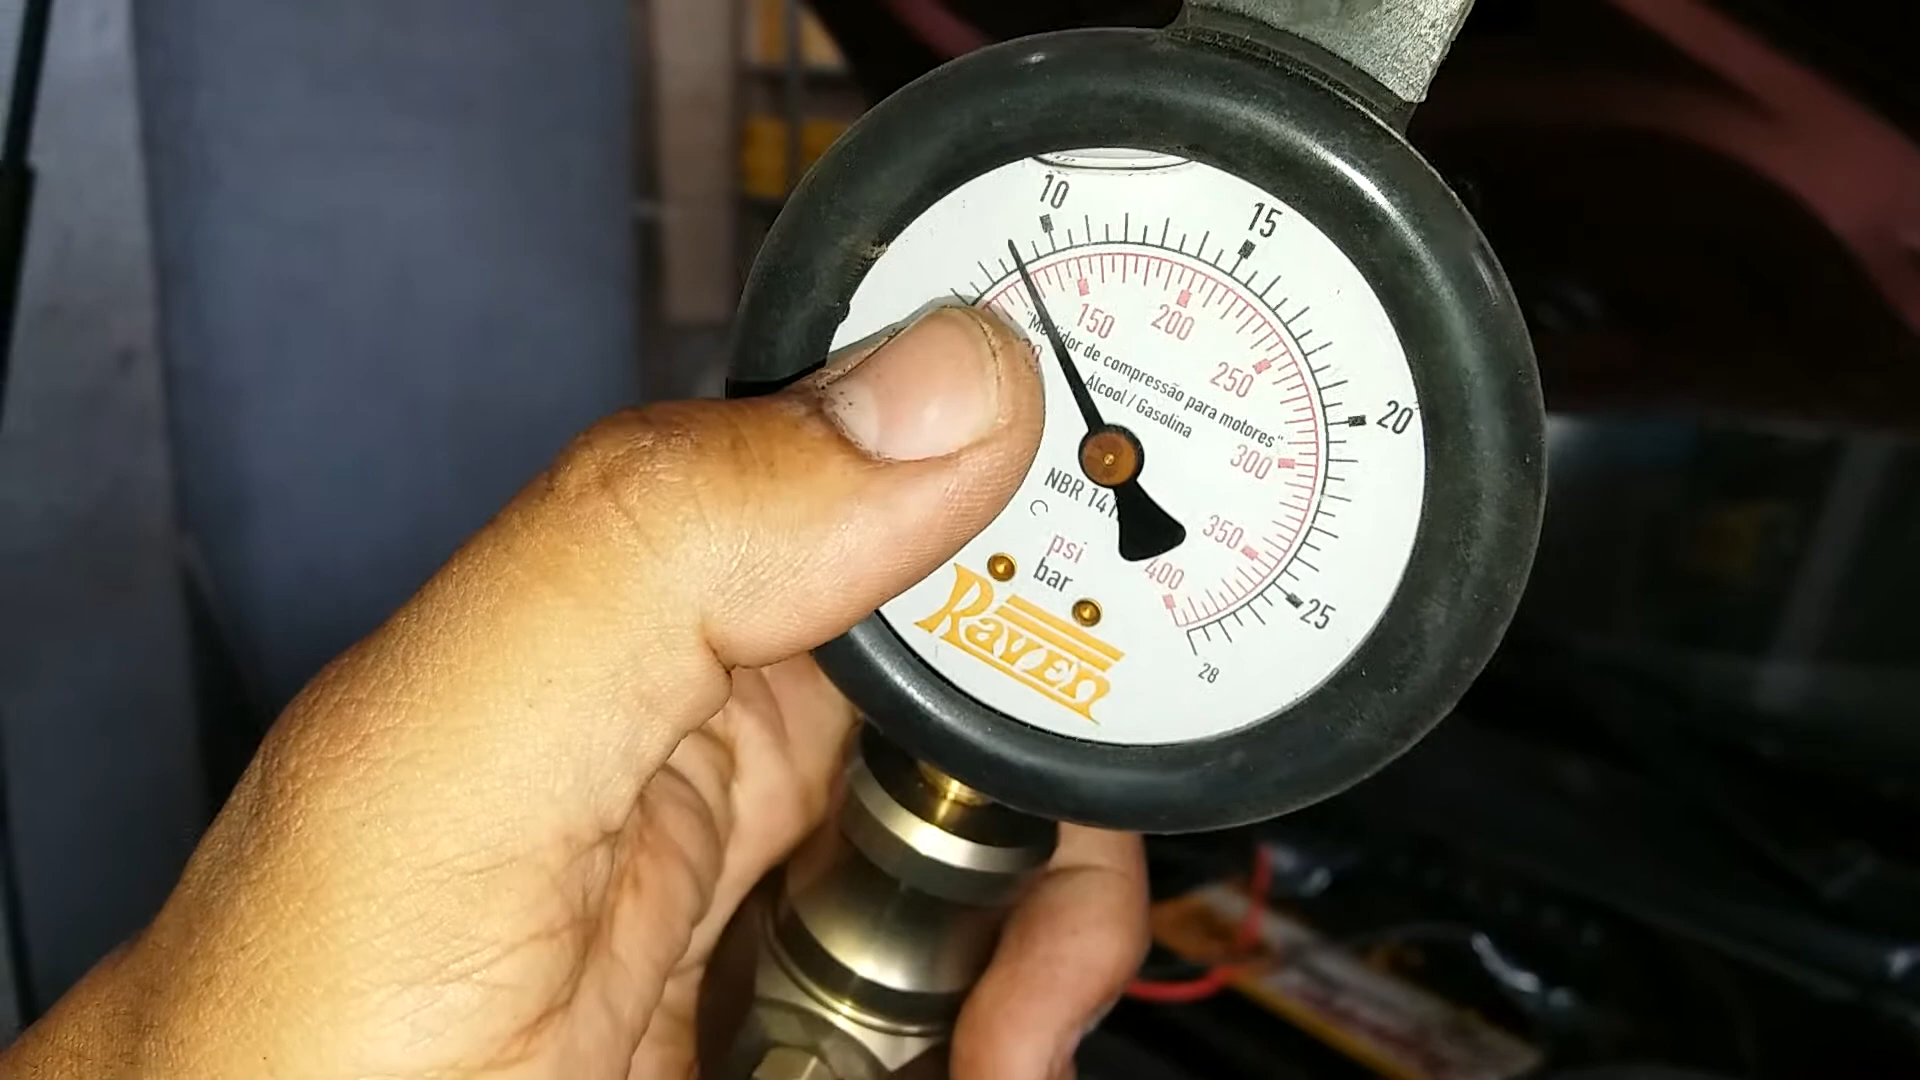 10
15
20
25
28
150
200
250
300
350
400
"Medidor de compressão para motores"
Álcool / Gasolina
NBR 141
psi
bar
Raven